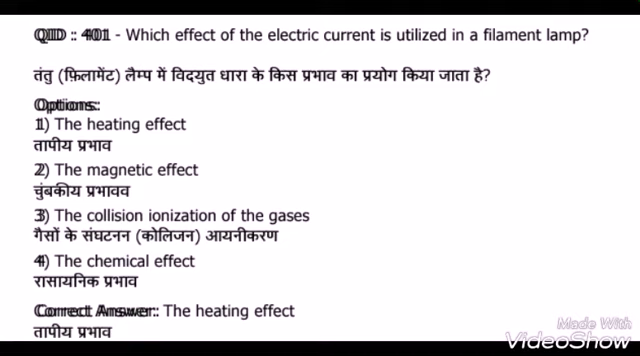 QID : 401 - Which effect of the electric current is utilized in a filament lamp?
तंतु (फ़िलामेंट) लैम्प में विदयुत धारा के किस प्रभाव का प्रयोग किया जाता है?
Options:
1) The heating effect
तापीय प्रभाव
2) The magnetic effect
चुंबकीय प्रभावव
3) The collision ionization of the gases
गैसों के संघटनन (कोलिजन) आयनीकरण
4) The chemical effect
रासायनिक प्रभाव
Correct Answer: The heating effect
तापीय प्रभाव
Made With
VideoShow